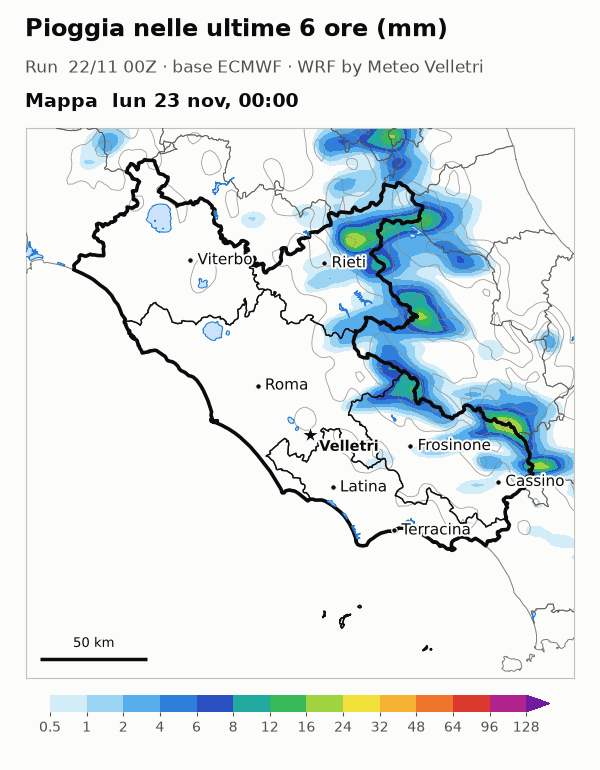 Pioggia nelle ultime 6 ore (mm)
Run  22/11 00Z · base ECMWF · WRF by Meteo Velletri
Mappa  lun 23 nov, 00:00
Viterbo
Rieti
Roma
Velletri
Frosinone
Latina
Cassino
Terracina
50 km
0.5 1 2 4 6 8 12 16 24 32 48 64 96 128